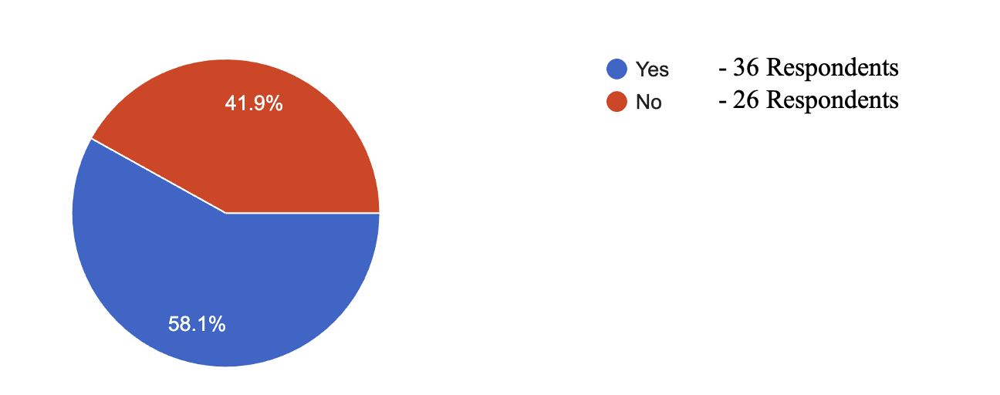 Yes - 36 Respondents
No - 26 Respondents
41.9%
58.1%